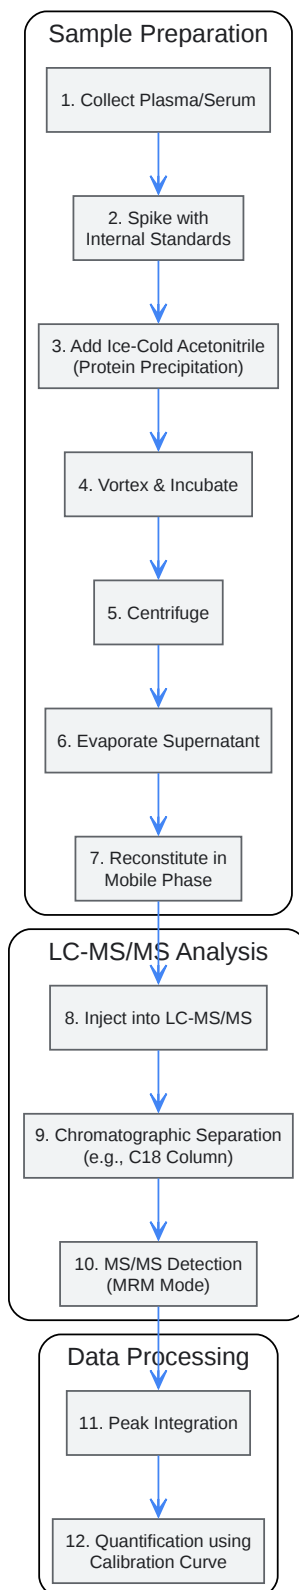 Sample Preparation
1. Collect Plasma/Serum
2. Spike with
Internal Standards
3. Add Ice-Cold Acetonitrile
(Protein Precipitation)
4. Vortex & Incubate
5. Centrifuge
6. Evaporate Supernatant
7. Reconstitute in
Mobile Phase
LC-MS/MS Analysis
8. Inject into LC-MS/MS
9. Chromatographic Separation
(e.g., C18 Column)
10. MS/MS Detection
(MRM Mode)
Data Processing
11. Peak Integration
12. Quantification using
Calibration Curve